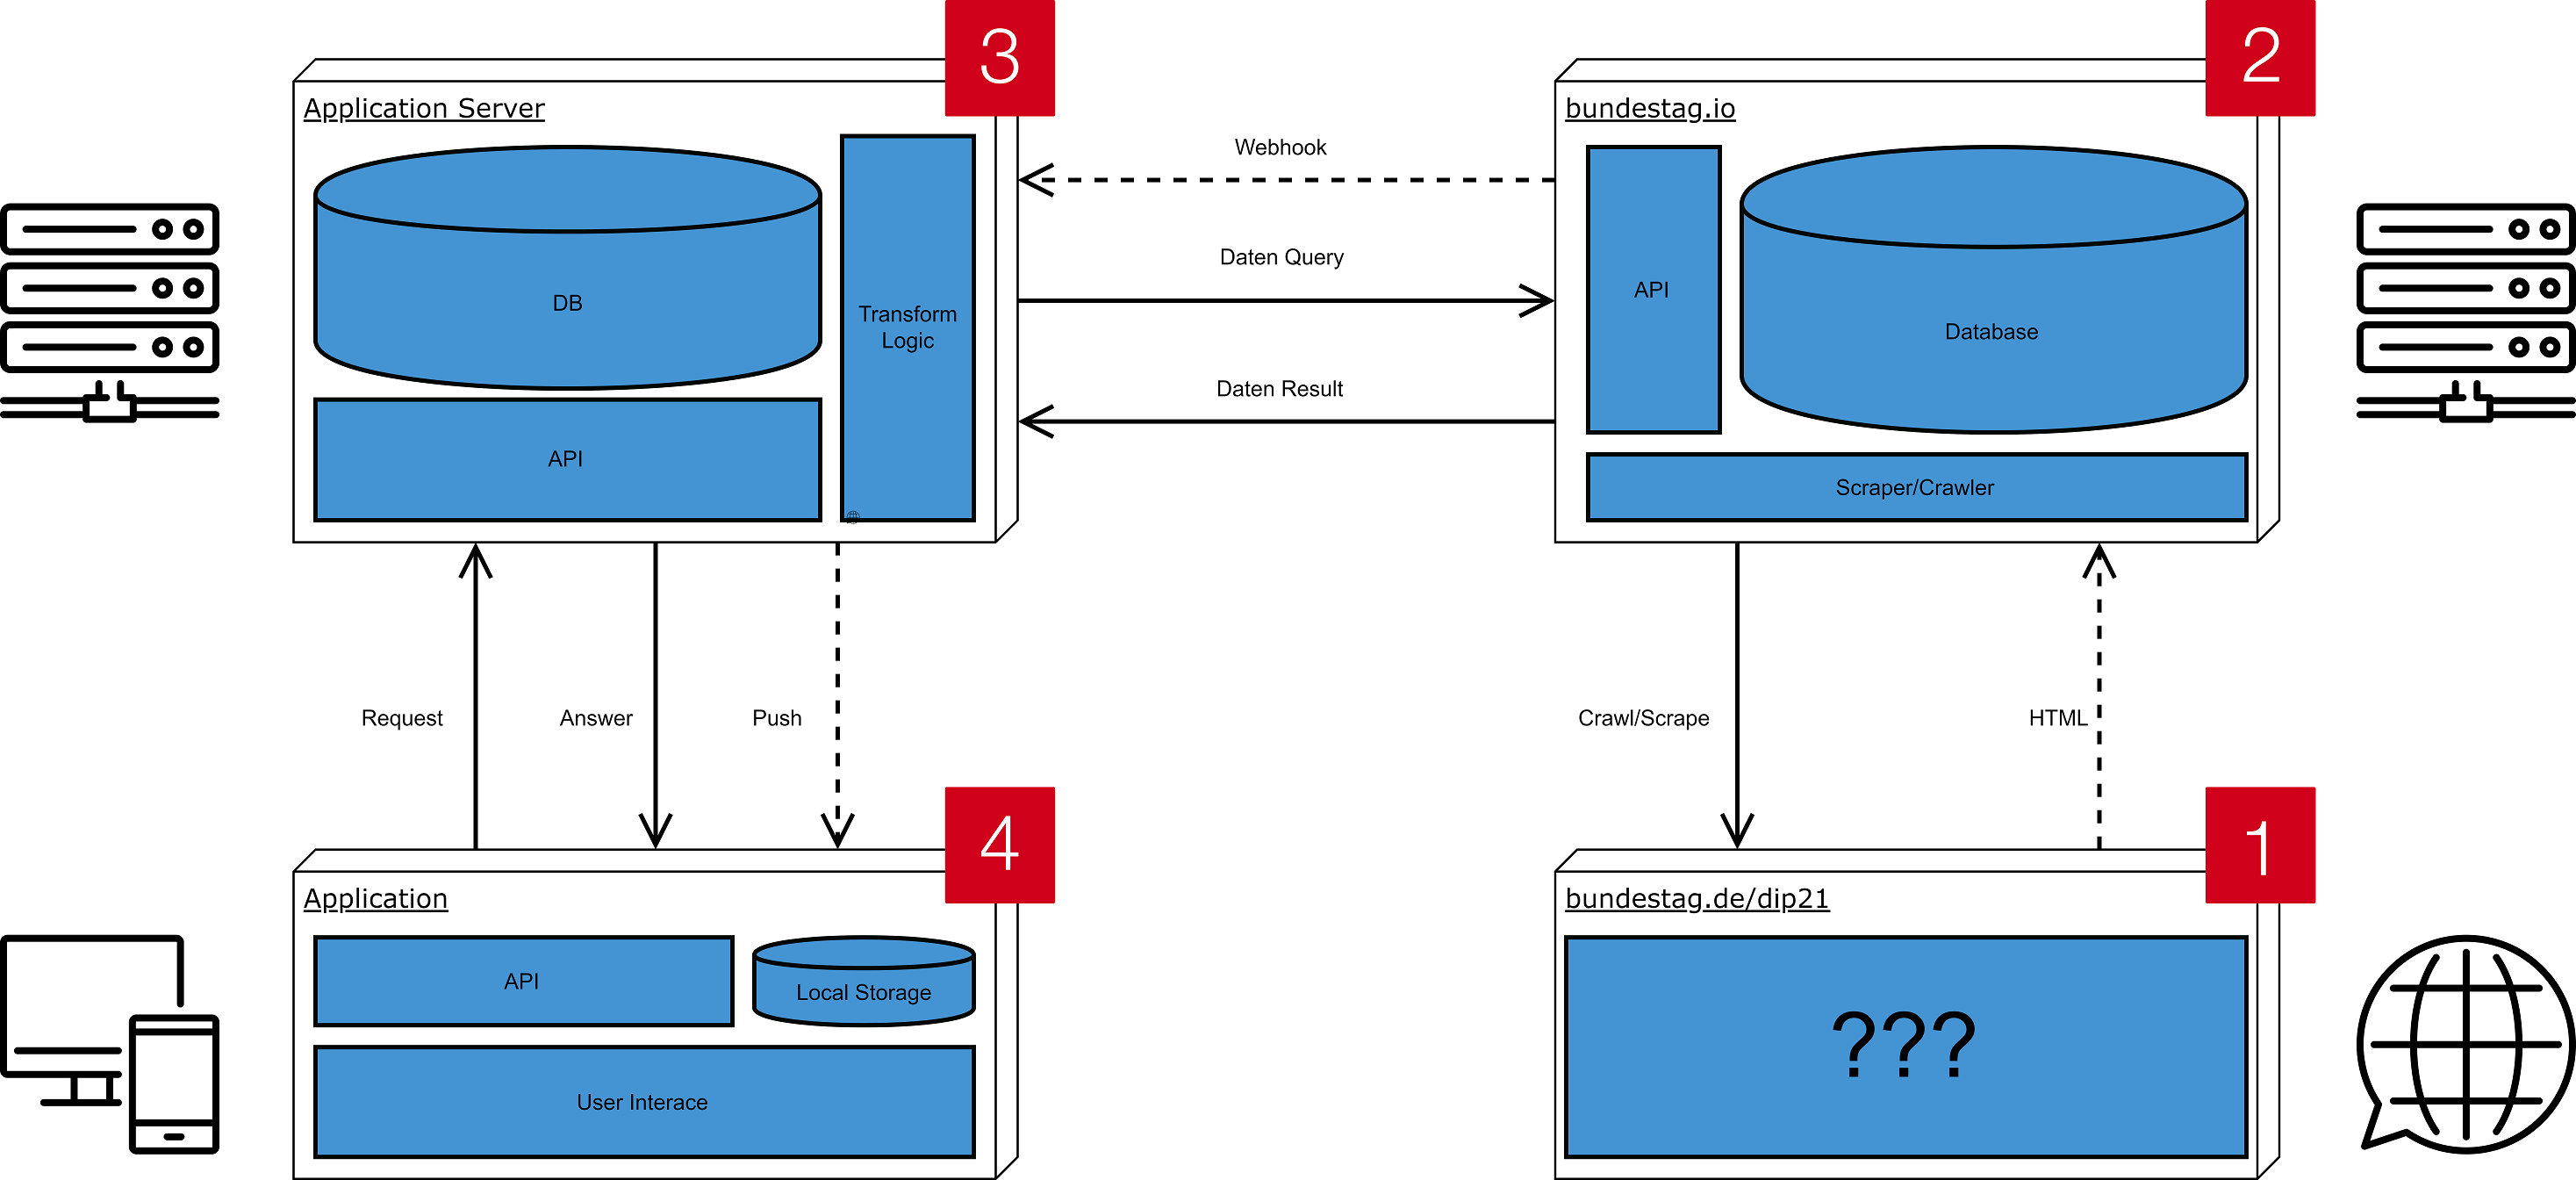 3
Application Server
DB
Transform
Logic
API
Webhook
Daten Query
Daten Result
2
bundestag.io
API
Database
Scraper/Crawler
Request
Answer
Push
Crawl/Scrape
HTML
4
Application
API
Local Storage
User Interace
1
bundestag.de/dip21
???